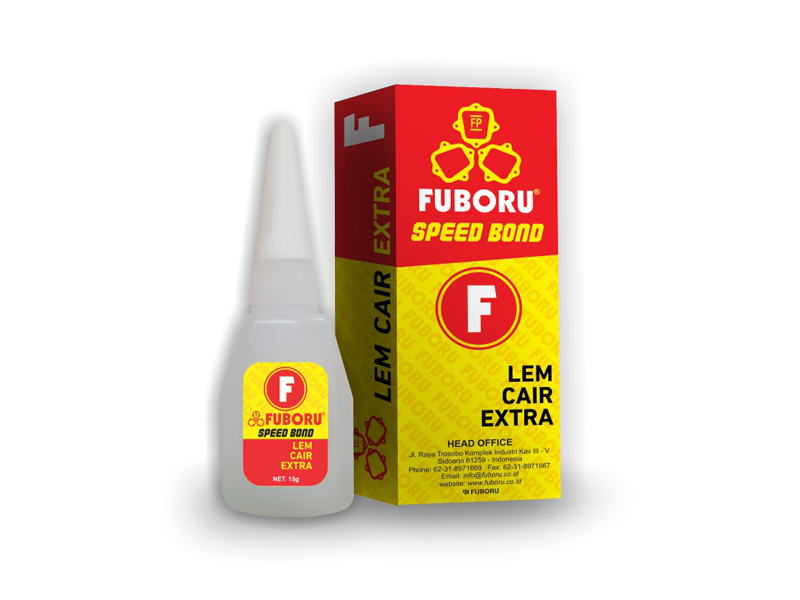 F
LEM CAIR EXTRA
FP
FUBORU®
SPEED BOND
F
LEM
CAIR
EXTRA
HEAD OFFICE
Jl. Raya Trosobo Komplek Industri Kav III - V
Sidoarjo 61259 - Indonesia
Phone: 62-31-8971669 Fax: 62-31-8971667
Email: info@fuboru.co.id
website: www.fuboru.co.id
FUBORU
F
FUBORU®
SPEED BOND
LEM
CAIR
EXTRA
NET. 15g